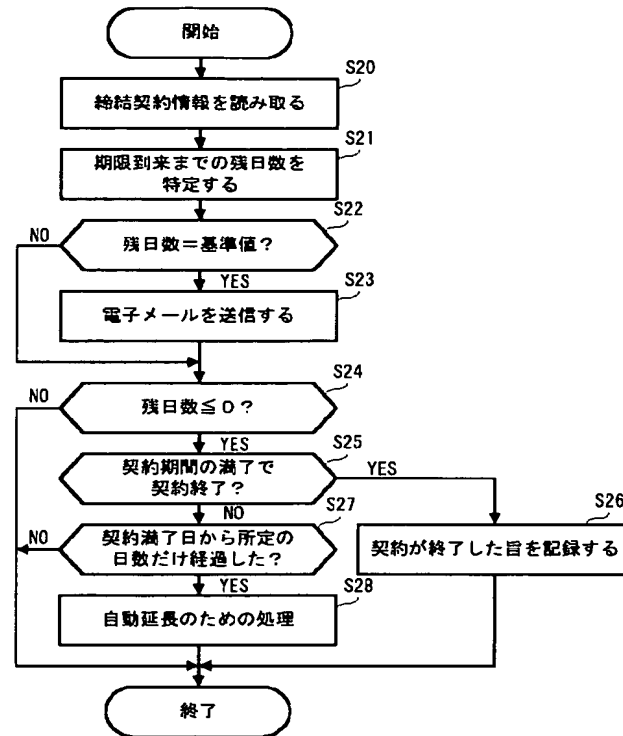 開始
S20
締結契約情報を読み取る
S21
期限到来までの残日数を
特定する
S22
残日数＝基準値？
NO
YES
S23
電子メールを送信する
S24
残日数≦０？
NO
YES
S25
契約期間の満了で
契約終了？
YES
NO
S26
契約が終了した旨を記録する
S27
契約満了日から所定の
日数だけ経過した？
NO
YES
S28
自動延長のための処理
終了